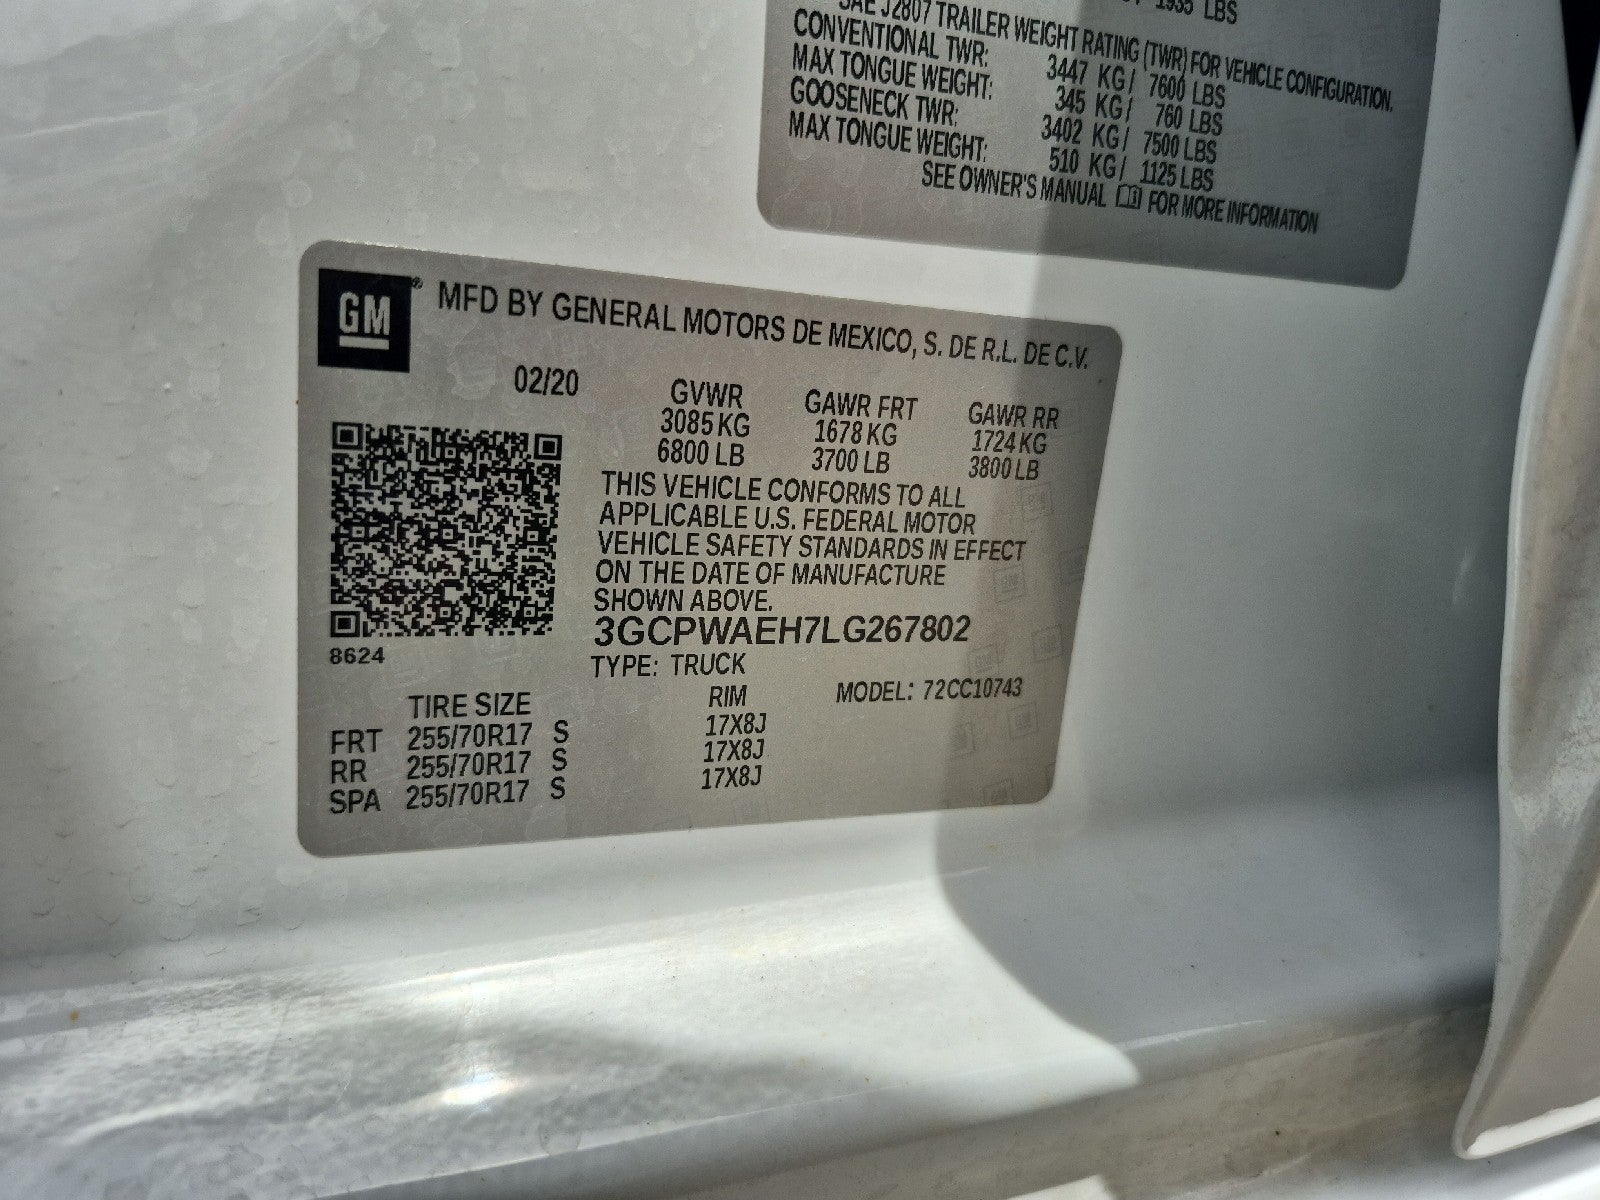 1935 LBS
SAE J2807 TRAILER WEIGHT RATING (TWR) FOR VEHICLE CONFIGURATION.
CONVENTIONAL TWR: 3447 KG / 7600 LBS
MAX TONGUE WEIGHT: 345 KG / 760 LBS
GOOSENECK TWR: 3402 KG / 7500 LBS
MAX TONGUE WEIGHT: 510 KG / 1125 LBS
SEE OWNER'S MANUAL FOR MORE INFORMATION
GM ® MFD BY GENERAL MOTORS DE MEXICO, S. DE R.L. DE C.V.
02/20 GVWR GAWR FRT GAWR RR
3085 KG 1678 KG 1724 KG
6800 LB 3700 LB 3800 LB
THIS VEHICLE CONFORMS TO ALL
APPLICABLE U.S. FEDERAL MOTOR
VEHICLE SAFETY STANDARDS IN EFFECT
ON THE DATE OF MANUFACTURE
SHOWN ABOVE.
3GCPWAEH7LG267802
8624
TYPE: TRUCK
MODEL: 72CC10743
TIRE SIZE RIM
FRT 255/70R17 S 17X8J
RR 255/70R17 S 17X8J
SPA 255/70R17 S 17X8J